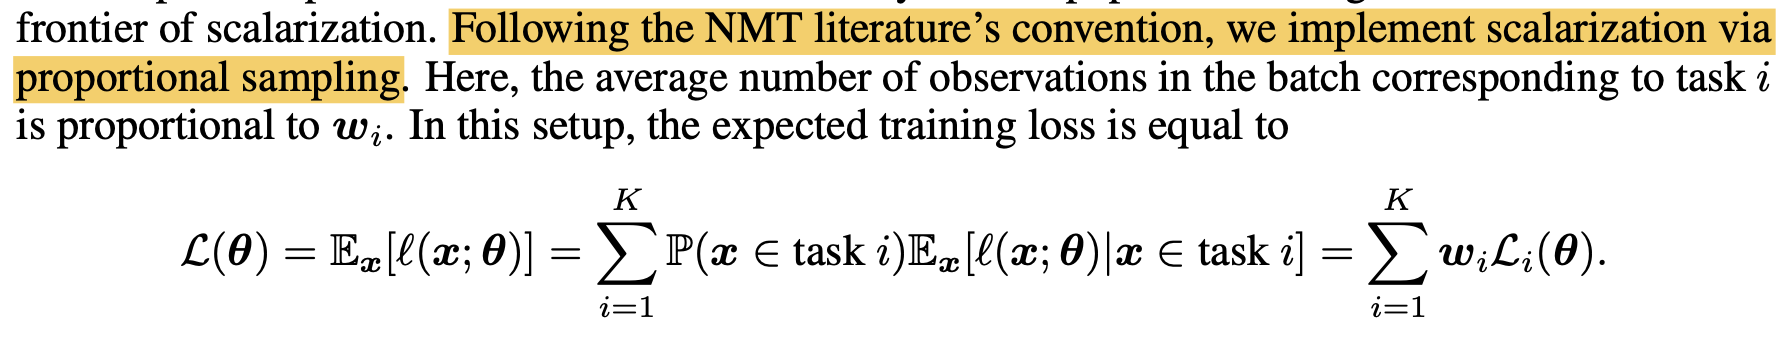 frontier of scalarization. Following the NMT literature's convention, we implement scalarization via
proportional sampling. Here, the average number of observations in the batch corresponding to task i
is proportional to w_i. In this setup, the expected training loss is equal to
ℒ(θ) = 𝔼_x[ℓ(x; θ)] = ∑_{i=1}^{K} ℙ(x ∈ task i)𝔼_x[ℓ(x; θ)|x ∈ task i] = ∑_{i=1}^{K} w_i ℒ_i(θ).